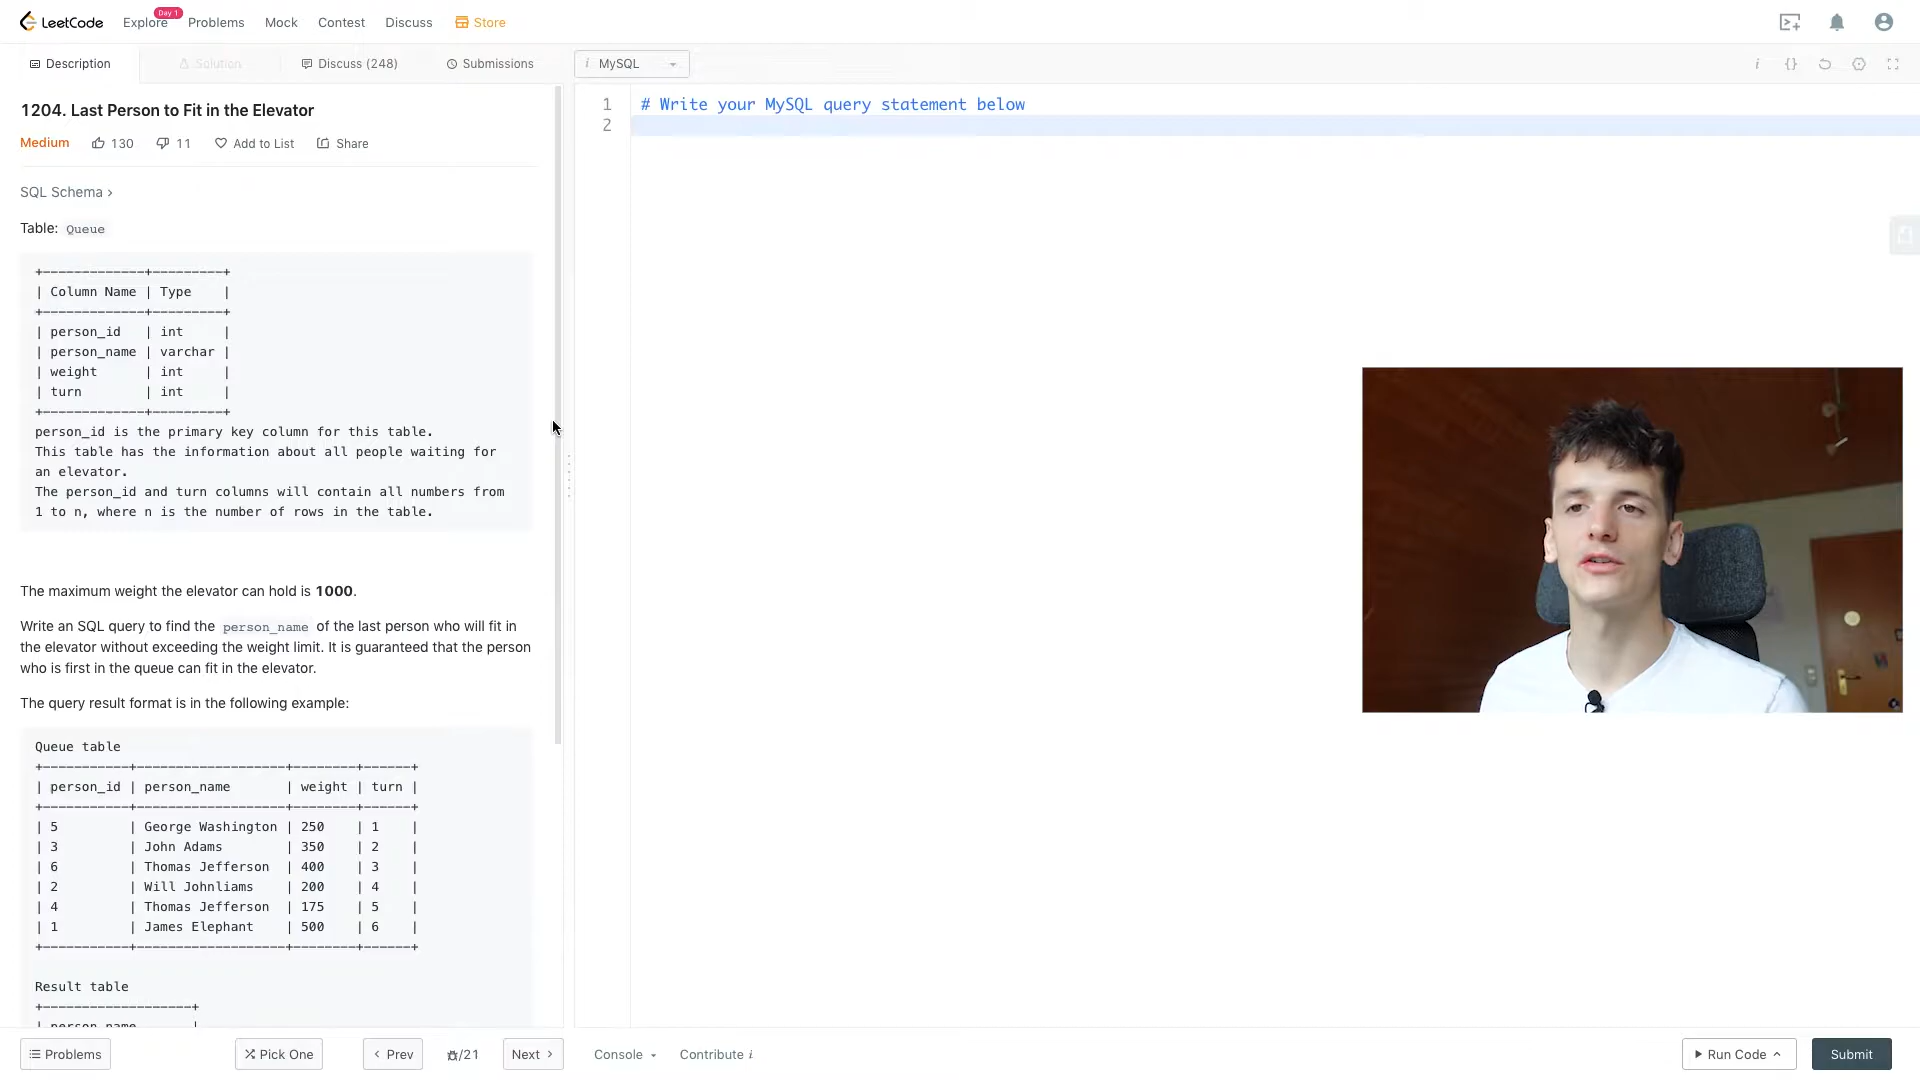 LeetCode Explore Day 1 Problems Mock Contest Discuss Store
Description Solution Discuss (248) Submissions i MySQL i {}
1204. Last Person to Fit in the Elevator
Medium 130 11 Add to List Share
SQL Schema >
Table: Queue
+-------------+---------+
| Column Name | Type    |
+-------------+---------+
| person_id   | int     |
| person_name | varchar |
| weight      | int     |
| turn        | int     |
+-------------+---------+
person_id is the primary key column for this table.
This table has the information about all people waiting for
an elevator.
The person_id and turn columns will contain all numbers from
1 to n, where n is the number of rows in the table.
The maximum weight the elevator can hold is 1000.
Write an SQL query to find the person_name of the last person who will fit in
the elevator without exceeding the weight limit. It is guaranteed that the person
who is first in the queue can fit in the elevator.
The query result format is in the following example:
Queue table
+-----------+-------------------+--------+------+
| person_id | person_name       | weight | turn |
+-----------+-------------------+--------+------+
| 5         | George Washington | 250    | 1    |
| 3         | John Adams        | 350    | 2    |
| 6         | Thomas Jefferson  | 400    | 3    |
| 2         | Will Johnliams    | 200    | 4    |
| 4         | Thomas Jefferson  | 175    | 5    |
| 1         | James Elephant    | 500    | 6    |
+-----------+-------------------+--------+------+
Result table
+-------------------+
| person_name       |
1 # Write your MySQL query statement below
2
Problems Pick One < Prev /21 Next > Console Contribute i Run Code Submit